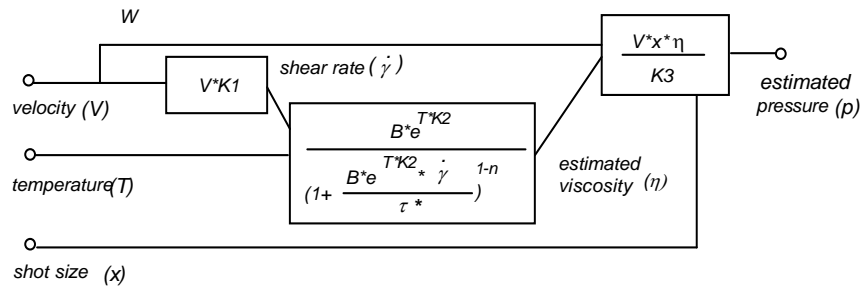 W
V*x*η
K3
shear rate ( γ̇ )
V*K1
velocity (V)
estimated
pressure (p)
B*e^T*K2
(1+ B*e^T*K2 * γ̇
τ *
)^1-n
estimated
viscosity (η)
temperature(T)
shot size (x)